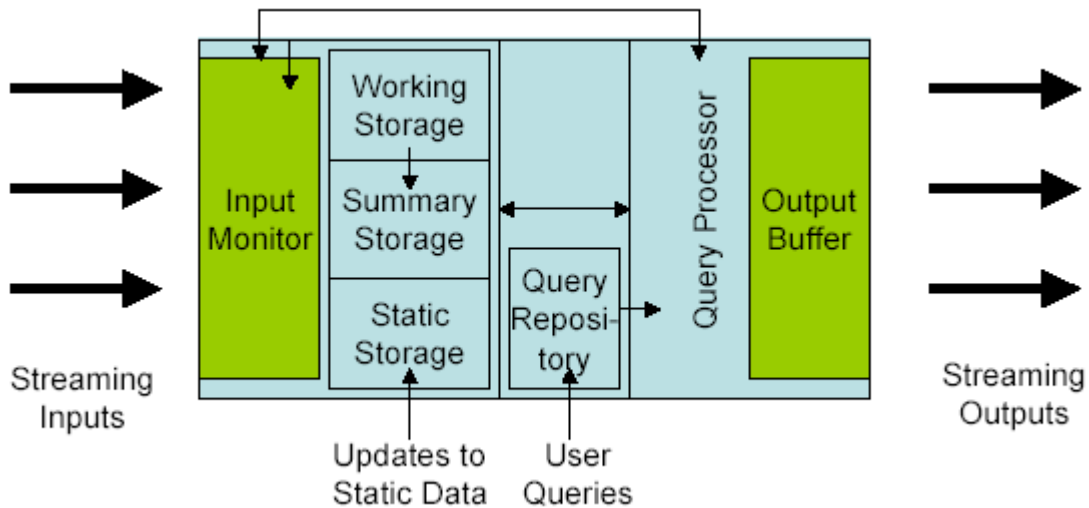 Working
Storage
Summary
Storage
Static
Storage
Input
Monitor
Query
Reposi-
tory
Query Processor
Output
Buffer
Streaming
Inputs
Streaming
Outputs
Updates to
Static Data
User
Queries